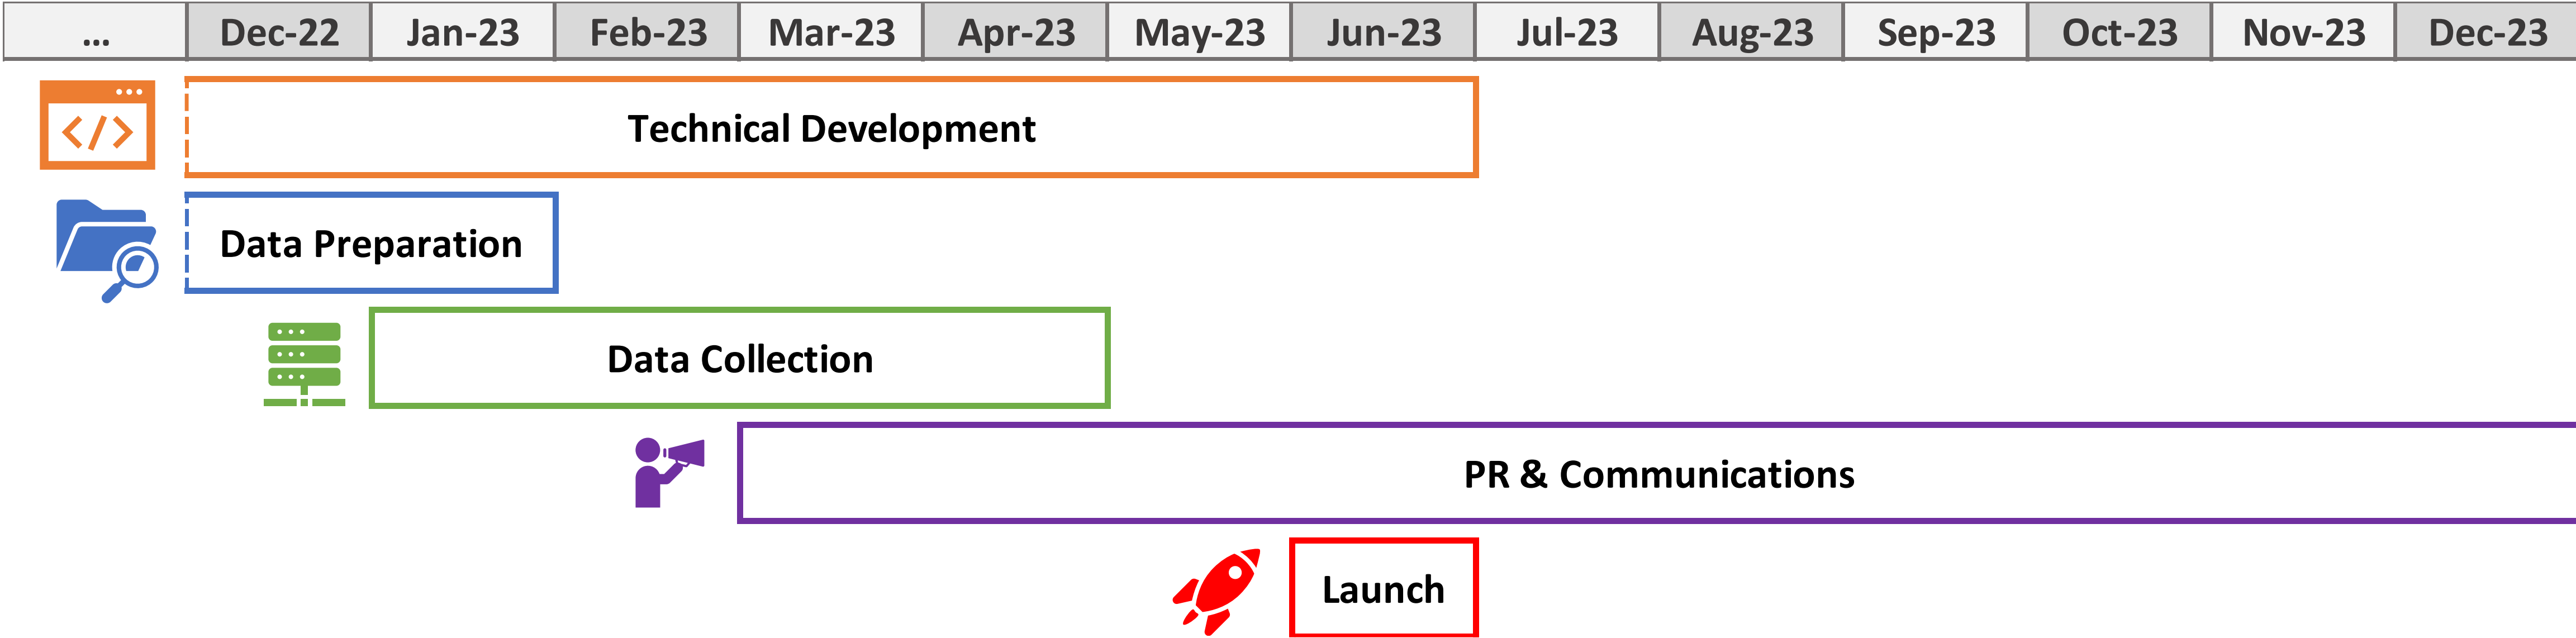 ... Dec-22 Jan-23 Feb-23 Mar-23 Apr-23 May-23 Jun-23 Jul-23 Aug-23 Sep-23 Oct-23 Nov-23 Dec-23
</>
Technical Development
Data Preparation
Data Collection
PR & Communications
Launch